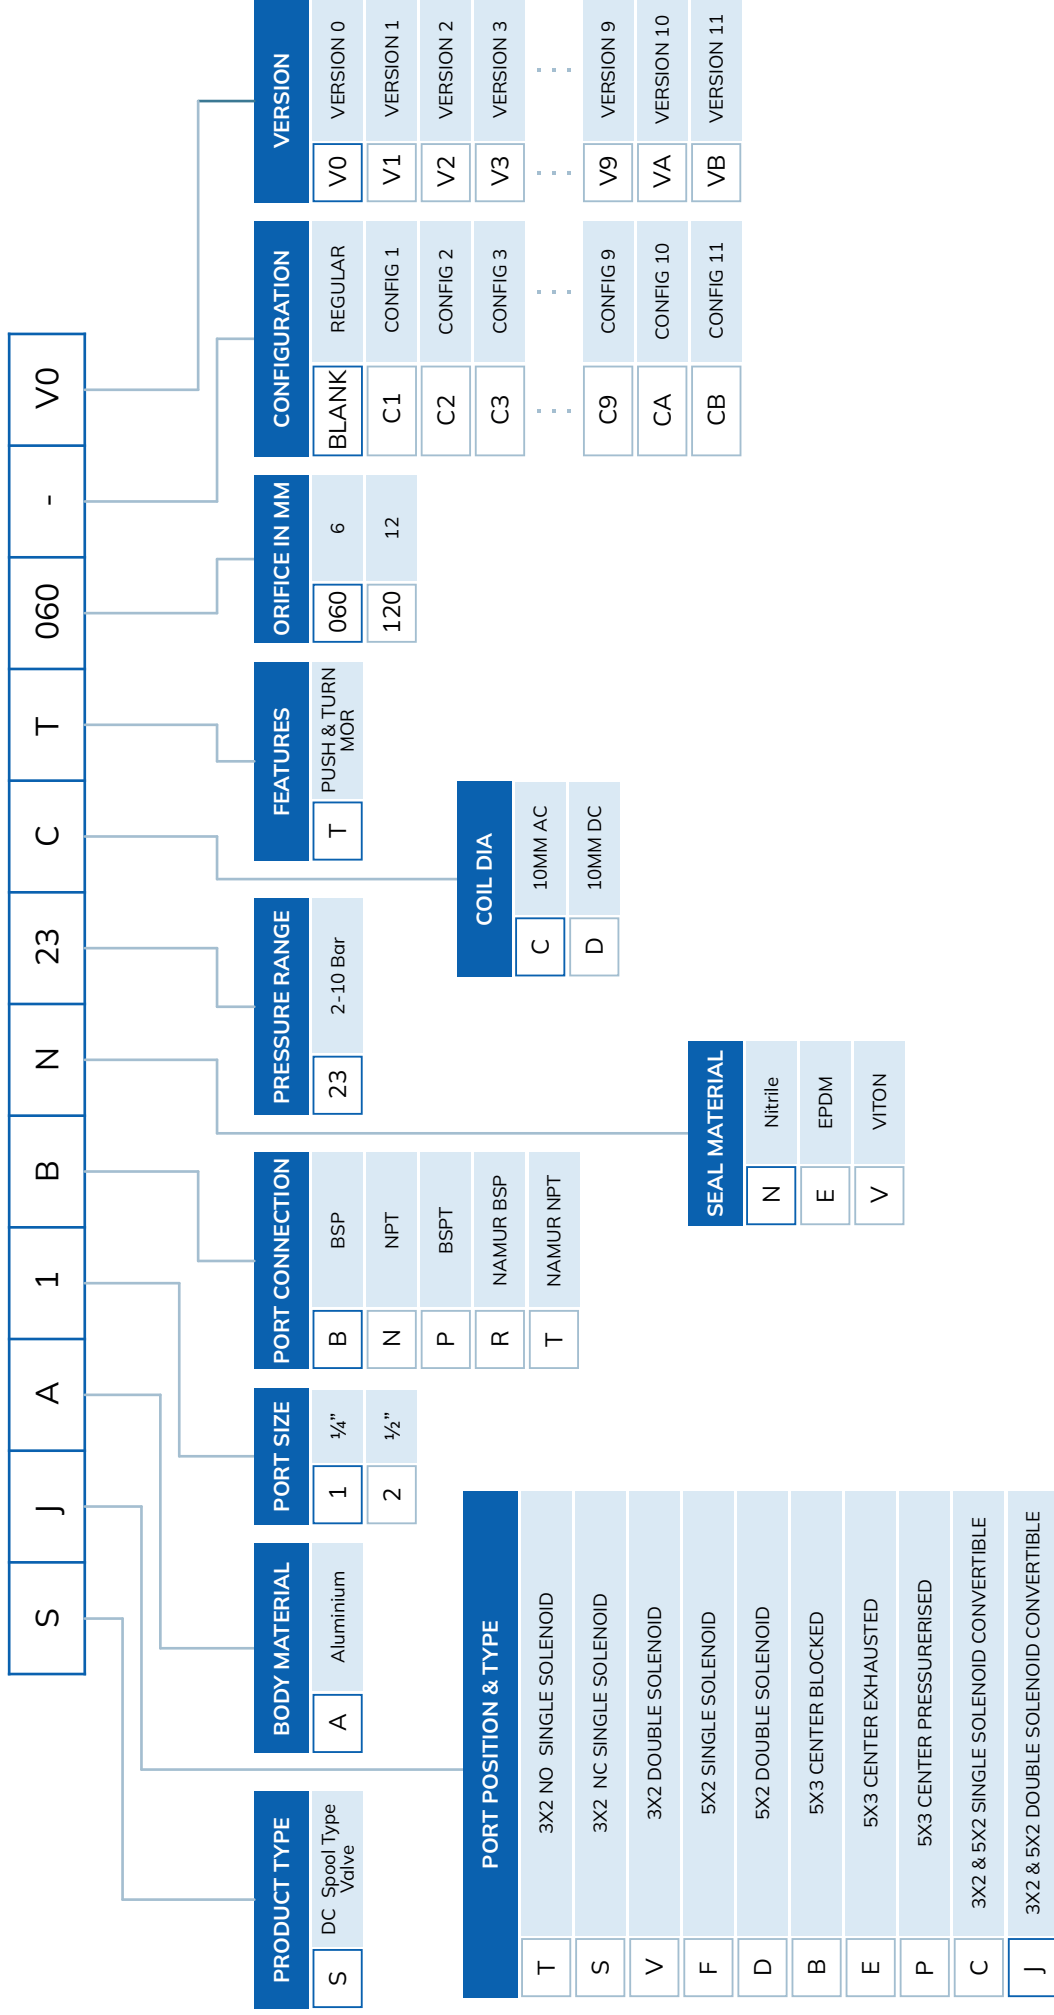 S J A 1 B N 23 C T 060 - V0
PRODUCT TYPE
S DC Spool Type
Valve
BODY MATERIAL
A Aluminium
PORT SIZE
1 ¼”
2 ½”
PORT CONNECTION
B BSP
N NPT
P BSPT
R NAMUR BSP
T NAMUR NPT
PRESSURE RANGE
23 2-10 Bar
FEATURES
T PUSH & TURN
MOR
ORIFICE IN MM
060 6
120 12
CONFIGURATION
BLANK REGULAR
C1 CONFIG 1
C2 CONFIG 2
C3 CONFIG 3
... ...
C9 CONFIG 9
CA CONFIG 10
CB CONFIG 11
VERSION
V0 VERSION 0
V1 VERSION 1
V2 VERSION 2
V3 VERSION 3
... ...
V9 VERSION 9
VA VERSION 10
VB VERSION 11
PORT POSITION & TYPE
T 3X2 NO SINGLE SOLENOID
S 3X2 NC SINGLE SOLENOID
V 3X2 DOUBLE SOLENOID
F 5X2 SINGLE SOLENOID
D 5X2 DOUBLE SOLENOID
B 5X3 CENTER BLOCKED
E 5X3 CENTER EXHAUSTED
P 5X3 CENTER PRESSURERISED
C 3X2 & 5X2 SINGLE SOLENOID CONVERTIBLE
J 3X2 & 5X2 DOUBLE SOLENOID CONVERTIBLE
SEAL MATERIAL
N Nitrile
E EPDM
V VITON
COIL DIA
C 10MM AC
D 10MM DC